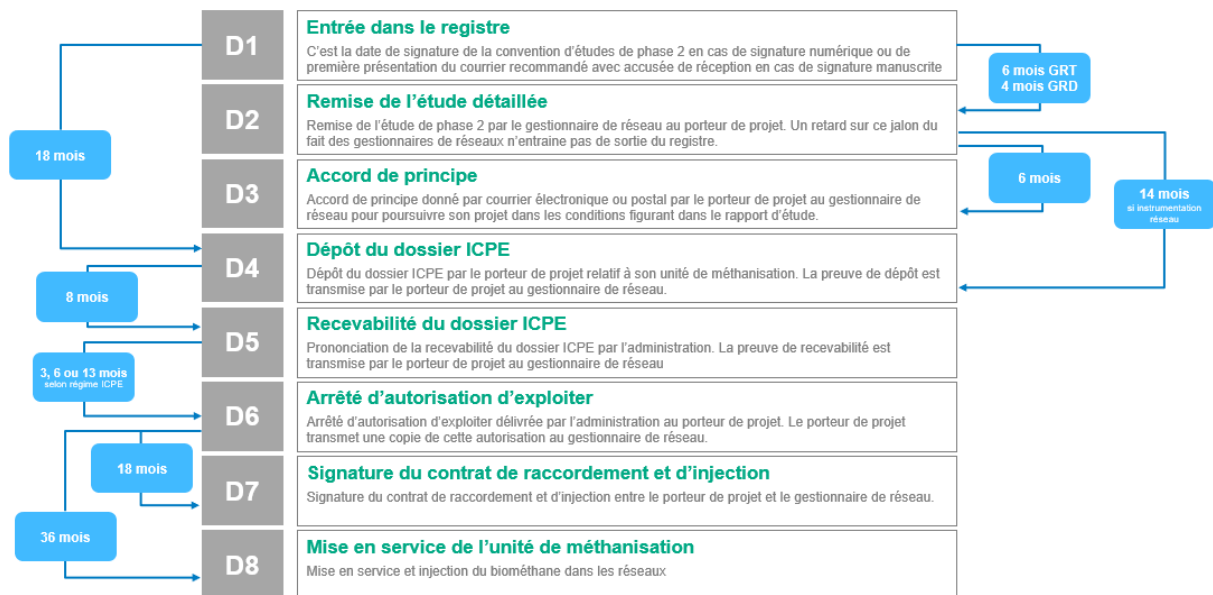 D1
Entrée dans le registre
C'est la date de signature de la convention d'études de phase 2 en cas de signature numérique ou de
première présentation du courrier recommandé avec accusée de réception en cas de signature manuscrite
6 mois GRT
4 mois GRD
D2
Remise de l'étude détaillée
Remise de l'étude de phase 2 par le gestionnaire de réseau au porteur de projet. Un retard sur ce jalon du
fait des gestionnaires de réseaux n'entraine pas de sortie du registre.
18 mois
D3
Accord de principe
Accord de principe donné par courrier électronique ou postal par le porteur de projet au gestionnaire de
réseau pour poursuivre son projet dans les conditions figurant dans le rapport d'étude.
6 mois
14 mois
si instrumentation
réseau
D4
Dépôt du dossier ICPE
Dépôt du dossier ICPE par le porteur de projet relatif à son unité de méthanisation. La preuve de dépôt est
transmise par le porteur de projet au gestionnaire de réseau.
8 mois
D5
Recevabilité du dossier ICPE
Prononciation de la recevabilité du dossier ICPE par l'administration. La preuve de recevabilité est
transmise par le porteur de projet au gestionnaire de réseau
3, 6 ou 13 mois
selon régime ICPE
D6
Arrêté d'autorisation d'exploiter
Arrêté d'autorisation d'exploiter délivrée par l'administration au porteur de projet. Le porteur de projet
transmet une copie de cette autorisation au gestionnaire de réseau.
18 mois
D7
Signature du contrat de raccordement et d'injection
Signature du contrat de raccordement et d'injection entre le porteur de projet et le gestionnaire de réseau.
36 mois
D8
Mise en service de l'unité de méthanisation
Mise en service et injection du biométhane dans les réseaux